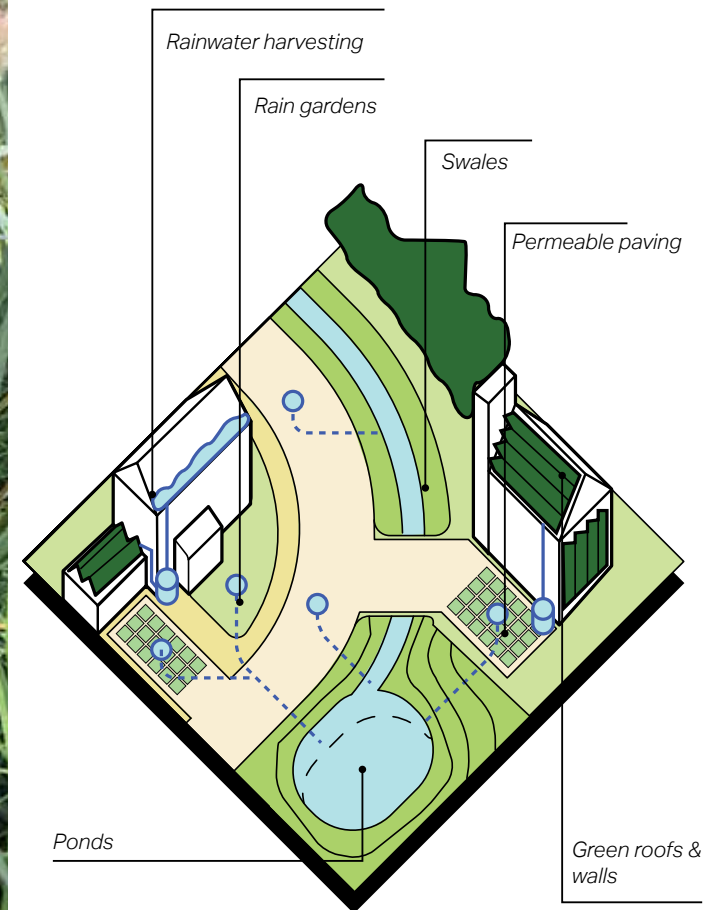 Rainwater harvesting
Rain gardens
Swales
Permeable paving
Ponds
Green roofs &
walls